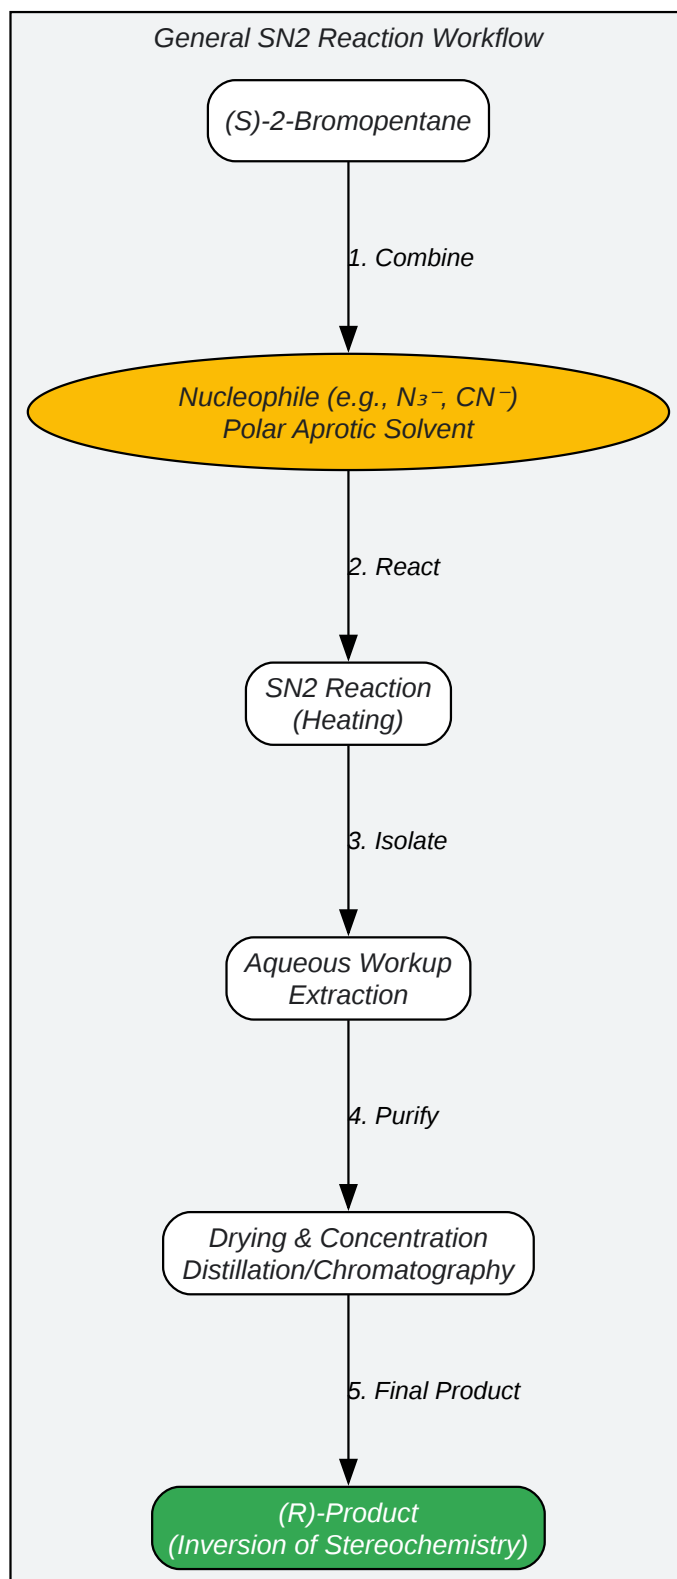 General SN2 Reaction Workflow
(S)-2-Bromopentane
1. Combine
Nucleophile (e.g., N₃⁻, CN⁻)
Polar Aprotic Solvent
2. React
SN2 Reaction
(Heating)
3. Isolate
Aqueous Workup
Extraction
4. Purify
Drying & Concentration
Distillation/Chromatography
5. Final Product
(R)-Product
(Inversion of Stereochemistry)